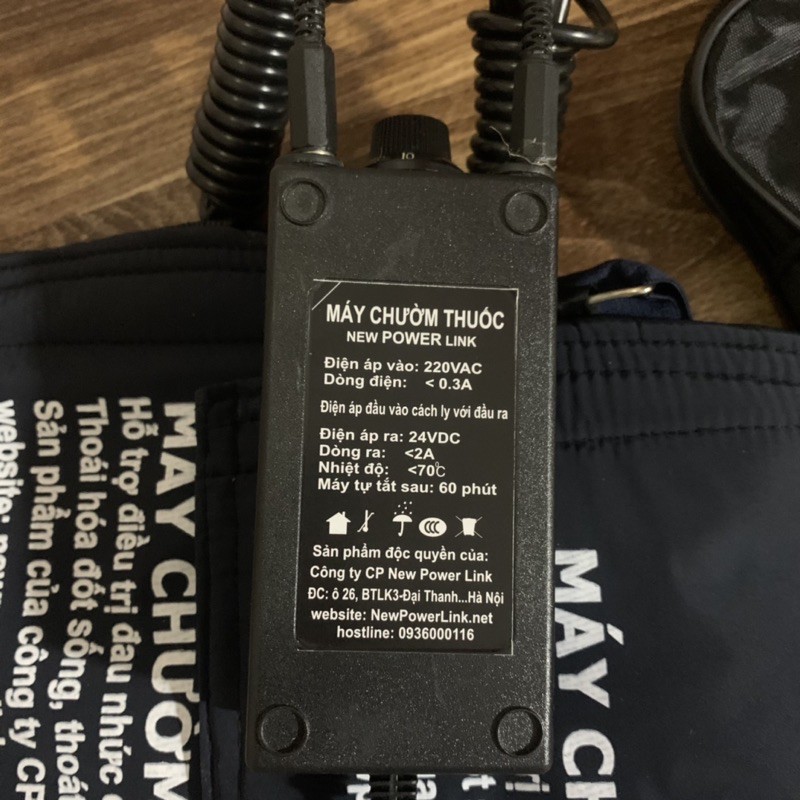 10
MÁY CHƯỜM THUỐC
NEW POWER LINK
Điện áp vào: 220VAC
Dòng điện: < 0.3A
Điện áp đầu vào cách ly với đầu ra
Điện áp ra: 24VDC
Dòng ra: <2A
Nhiệt độ: <70℃
Máy tự tắt sau: 60 phút
CCC
Sản phẩm độc quyền của:
Công ty CP New Power Link
ĐC: ô 26, BTLK3-Đại Thanh...Hà Nội
website: NewPowerLink.net
hostline: 0936000116
MÁY CHƯỜM
Hỗ trợ điều trị đau nhức
Thoái hóa đốt sống, thoát
Sản phẩm của công ty CP
website:
MÁY CH